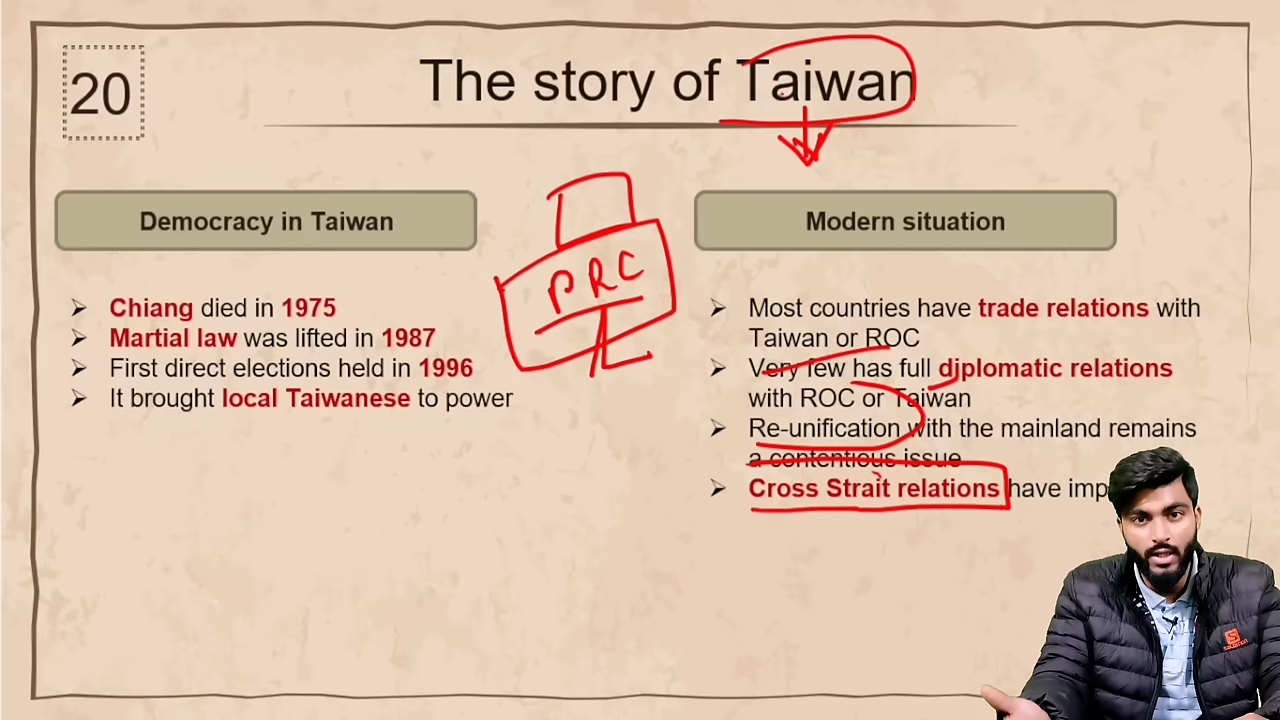 20
The story of Taiwan
Democracy in Taiwan
Chiang died in 1975
Martial law was lifted in 1987
First direct elections held in 1996
It brought local Taiwanese to power
PRC
Modern situation
Most countries have trade relations with
Taiwan or ROC
Very few has full diplomatic relations
with ROC or Taiwan
Re-unification with the mainland remains
a contentious issue
Cross Strait relations have imp
SALOMON